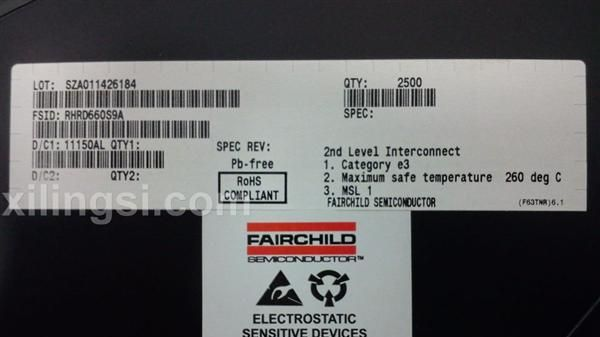 LOT: SZA011426184
QTY: 2500
FSID: RHRD660S9A
SPEC:
D/C1: 11150AL QTY1:
SPEC REV:
D/C2: QTY2:
Pb-free
RoHS
COMPLIANT
2nd Level Interconnect
1. Category e3
2. Maximum safe temperature 260 deg C
3. MSL 1
FAIRCHILD SEMICONDUCTOR
(F63TNR)6.1
xilingsi.com
FAIRCHILD
SEMICONDUCTOR™
ELECTROSTATIC
SENSITIVE DEVICES